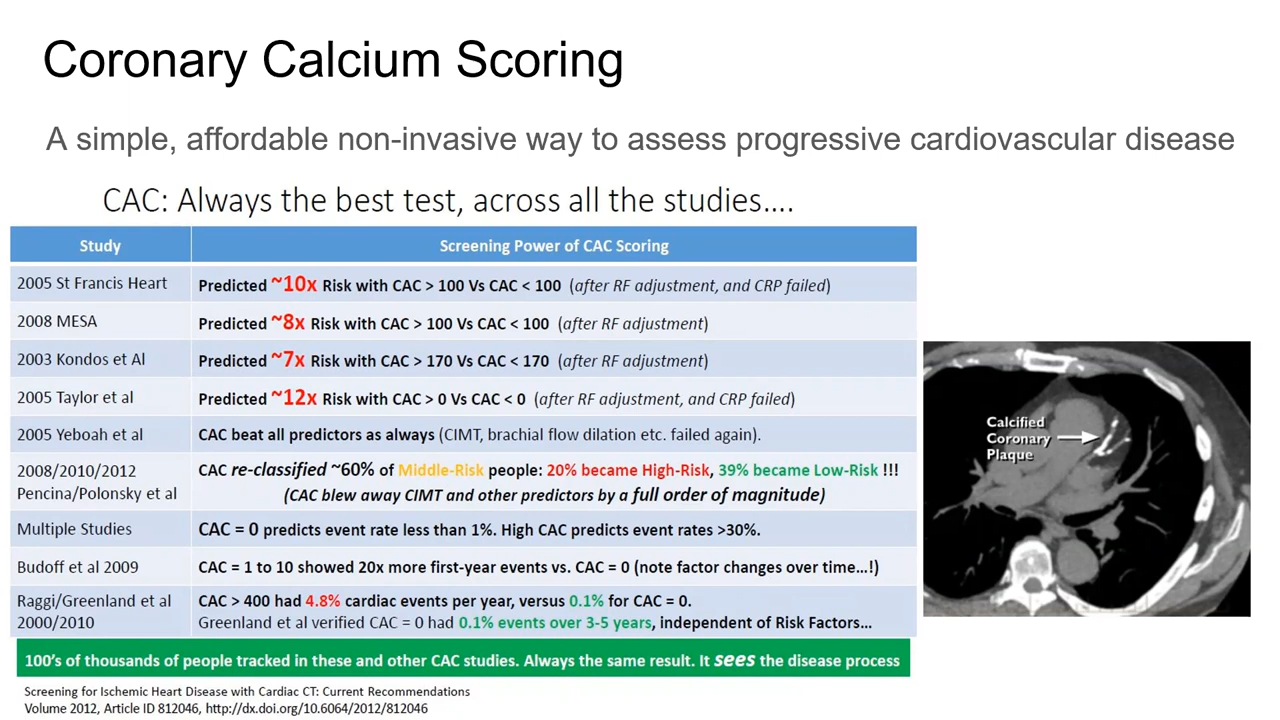 Coronary Calcium Scoring
A simple, affordable non-invasive way to assess progressive cardiovascular disease
CAC: Always the best test, across all the studies....
Study Screening Power of CAC Scoring
2005 St Francis Heart Predicted ~10x Risk with CAC > 100 Vs CAC < 100 (after RF adjustment, and CRP failed)
2008 MESA Predicted ~8x Risk with CAC > 100 Vs CAC < 100 (after RF adjustment)
2003 Kondos et Al Predicted ~7x Risk with CAC > 170 Vs CAC < 170 (after RF adjustment)
2005 Taylor et al Predicted ~12x Risk with CAC > 0 Vs CAC < 0 (after RF adjustment, and CRP failed)
2005 Yeboah et al CAC beat all predictors as always (CIMT, brachial flow dilation etc. failed again).
2008/2010/2012 CAC re-classified ~60% of Middle-Risk people: 20% became High-Risk, 39% became Low-Risk !!!
Pencina/Polonsky et al (CAC blew away CIMT and other predictors by a full order of magnitude)
Multiple Studies CAC = 0 predicts event rate less than 1%. High CAC predicts event rates >30%.
Budoff et al 2009 CAC = 1 to 10 showed 20x more first-year events vs. CAC = 0 (note factor changes over time...!)
Raggi/Greenland et al CAC > 400 had 4.8% cardiac events per year, versus 0.1% for CAC = 0.
2000/2010 Greenland et al verified CAC = 0 had 0.1% events over 3-5 years, independent of Risk Factors...
100's of thousands of people tracked in these and other CAC studies. Always the same result. It sees the disease process
Screening for Ischemic Heart Disease with Cardiac CT: Current Recommendations
Volume 2012, Article ID 812046, http://dx.doi.org/10.6064/2012/812046
Calcified
Coronary
Plaque